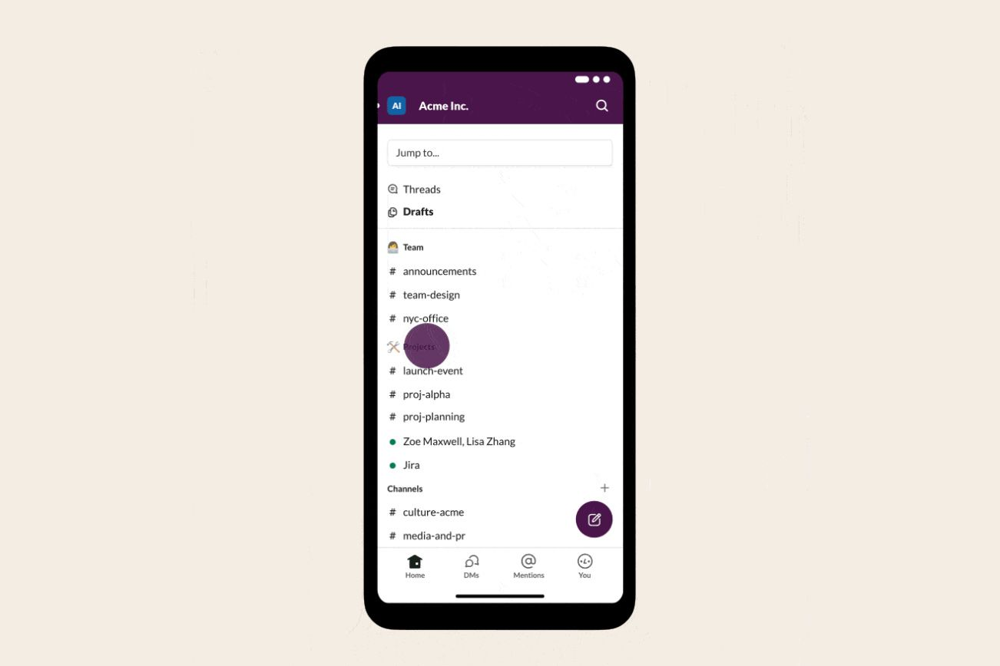 AI Acme Inc.
Jump to...
Threads
Drafts
Team
# announcements
# team-design
# nyc-office
Projects
# launch-event
# proj-alpha
# proj-planning
Zoe Maxwell, Lisa Zhang
Jira
Channels +
# culture-acme
# media-and-pr
Home DMs Mentions You